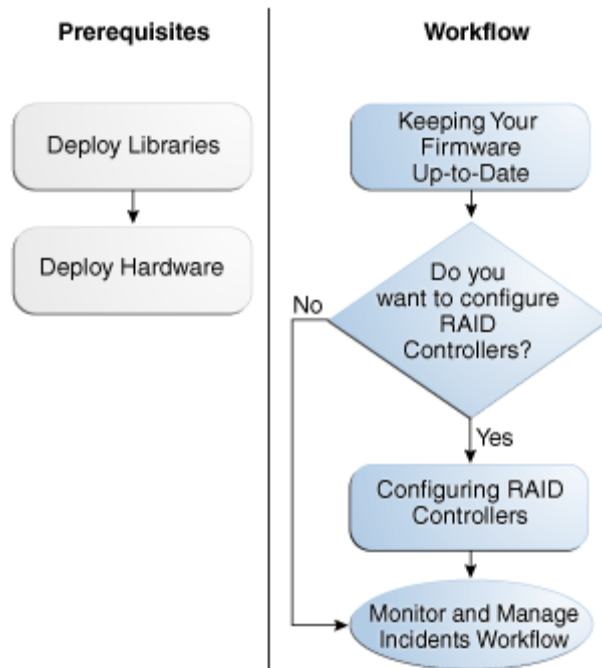 Prerequisites
Deploy Libraries
Deploy Hardware
Workflow
Keeping Your
Firmware
Up-to-Date
Do you
want to configure
RAID
Controllers?
No
Yes
Configuring RAID
Controllers
Monitor and Manage
Incidents Workflow